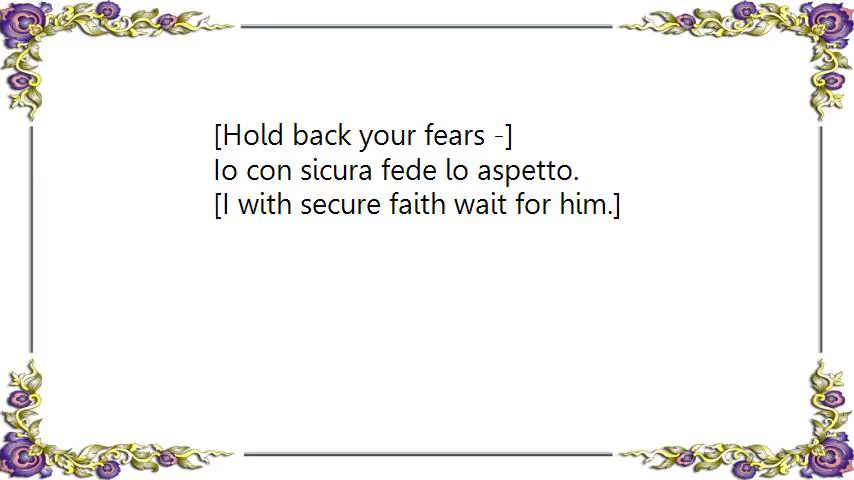 [Hold back your fears -]
Io con sicura fede lo aspetto.
[I with secure faith wait for him.]